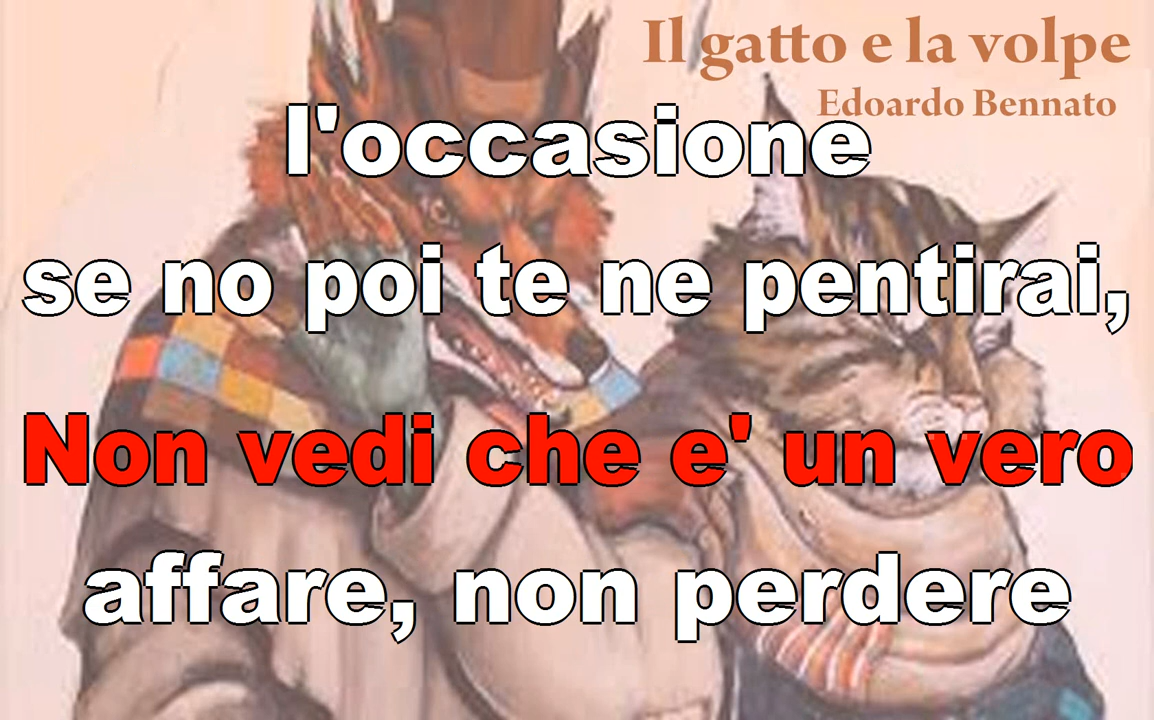 Il gatto e la volpe
Edoardo Bennato
l'occasione
se no poi te ne pentirai,
Non vedi che e' un vero
affare, non perdere